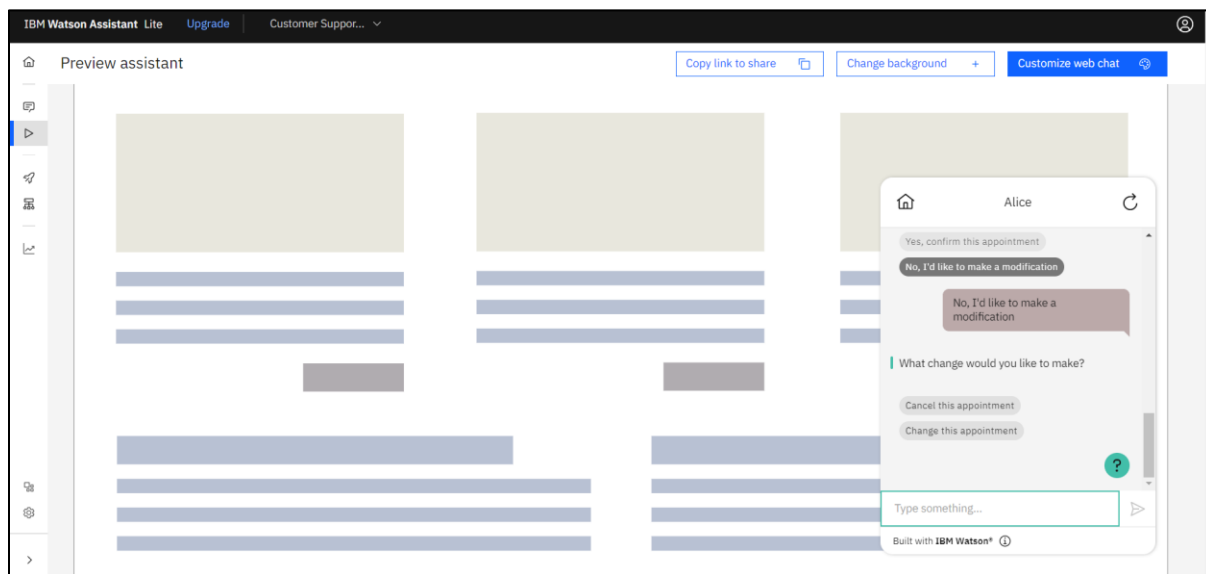 IBM Watson Assistant Lite Upgrade Customer Suppor...
Preview assistant Copy link to share Change background + Customize web chat
Alice
Yes, confirm this appointment
No, I'd like to make a modification
No, I'd like to make a
modification
What change would you like to make?
Cancel this appointment
Change this appointment
?
Type something...
Built with IBM Watson®